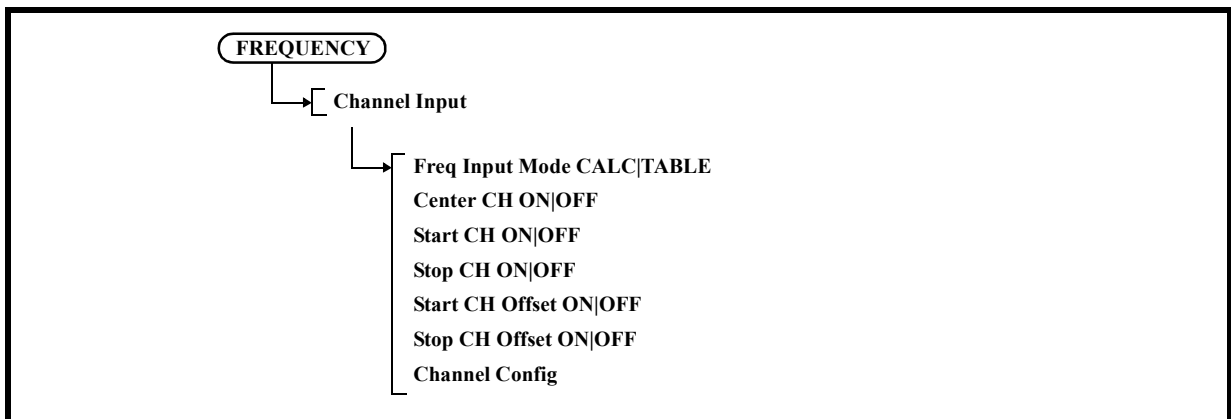 FREQUENCY
Channel Input
Freq Input Mode CALC|TABLE
Center CH ON|OFF
Start CH ON|OFF
Stop CH ON|OFF
Start CH Offset ON|OFF
Stop CH Offset ON|OFF
Channel Config